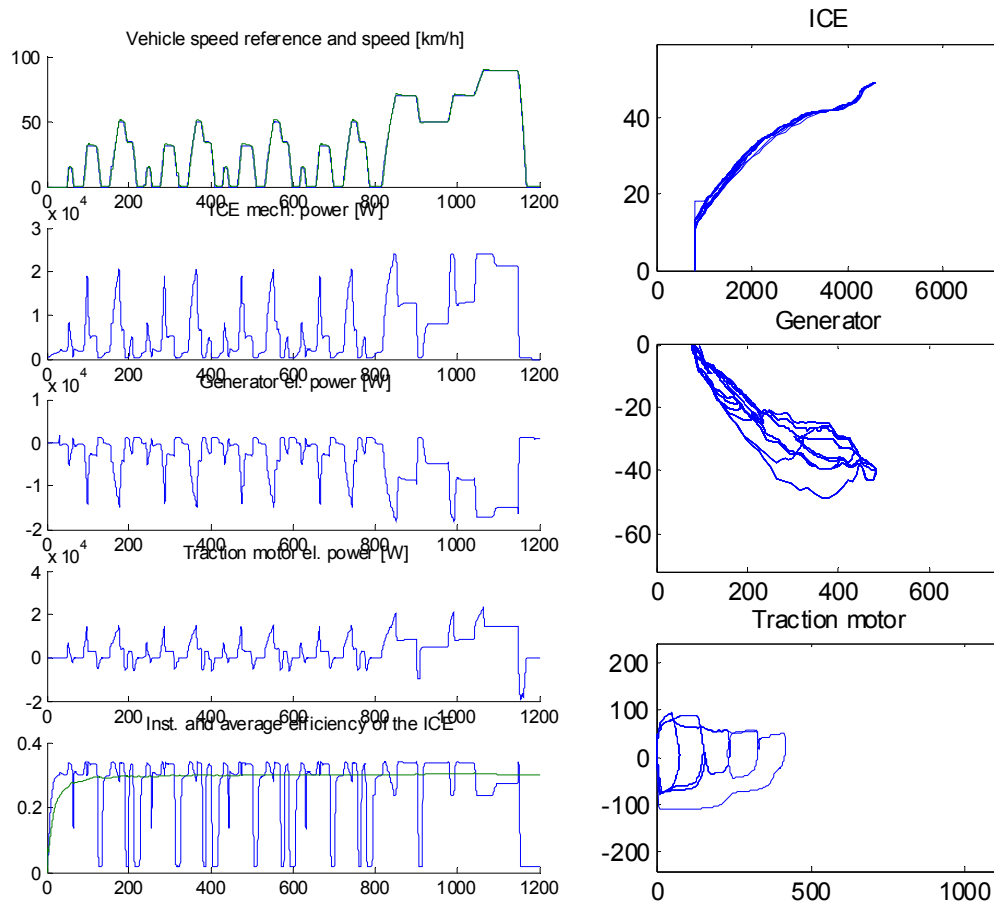 Vehicle speed reference and speed [km/h]
100
50
0
0 200 400 600 800 1000 1200
x 10^4
ICE mech. power [W]
3
2
1
0
0 200 400 600 800 1000 1200
x 10^4
Generator el. power [W]
1
0
-1
-2
0 200 400 600 800 1000 1200
x 10^4
Traction motor el. power [W]
4
2
0
-2
0 200 400 600 800 1000 1200
Inst. and average efficiency of the ICE
0.4
0.2
0
0 200 400 600 800 1000 1200
ICE
40
20
0
0 2000 4000 6000
Generator
0
-20
-40
-60
0 200 400 600
Traction motor
200
100
0
-100
-200
0 500 1000